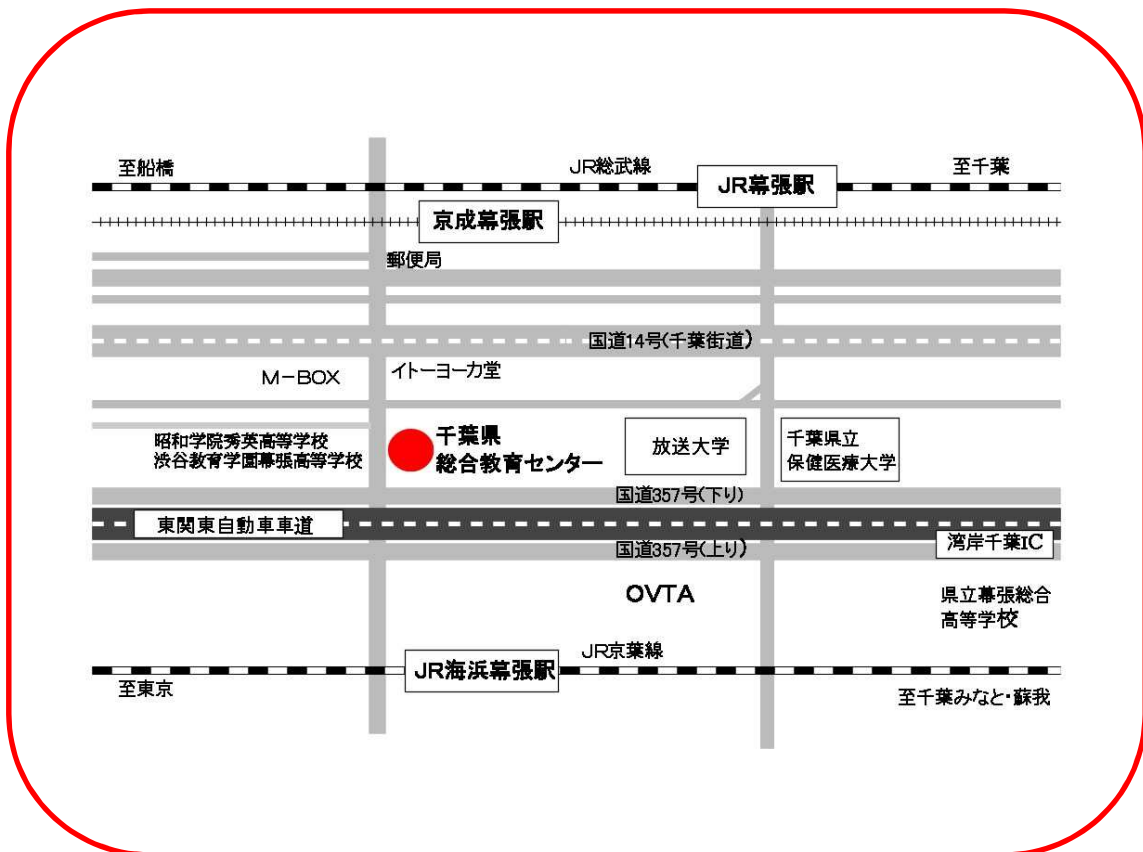 至船橋
JR総武線
JR幕張駅
至千葉
京成幕張駅
郵便局
国道14号(千葉街道)
M-BOX
イトーヨーカ堂
昭和学院秀英高等学校
渋谷教育学園幕張高等学校
千葉県
総合教育センター
放送大学
千葉県立
保健医療大学
国道357号(下り)
東関東自動車車道
国道357号(上り)
湾岸千葉IC
OVTA
県立幕張総合
高等学校
JR京葉線
JR海浜幕張駅
至東京
至千葉みなと・蘇我